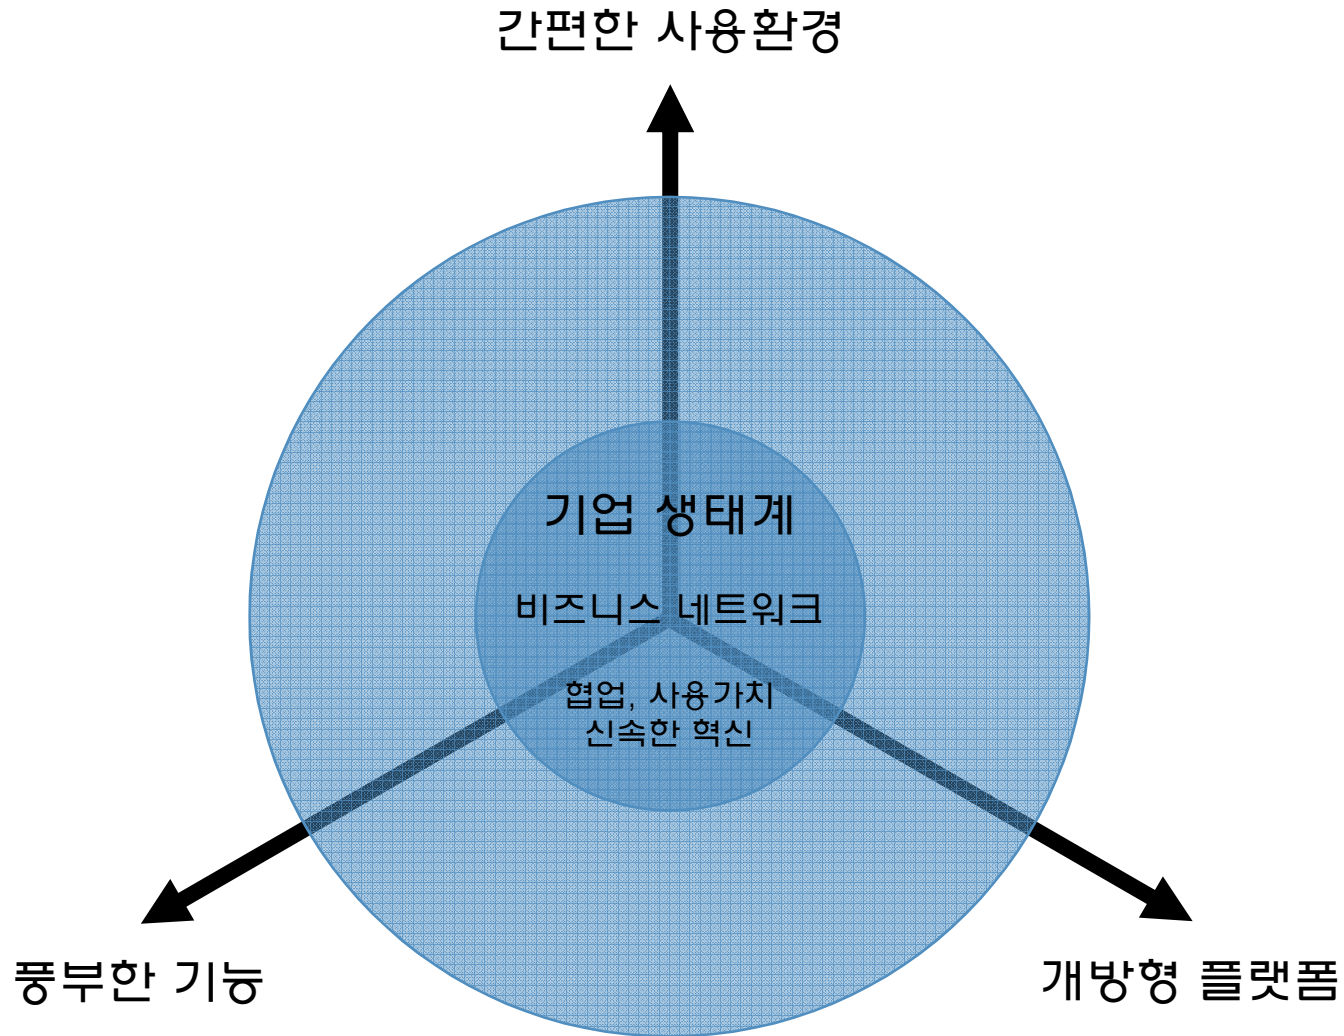 간편한 사용환경
기업 생태계
비즈니스 네트워크
협업, 사용가치
신속한 혁신
풍부한 기능
개방형 플랫폼